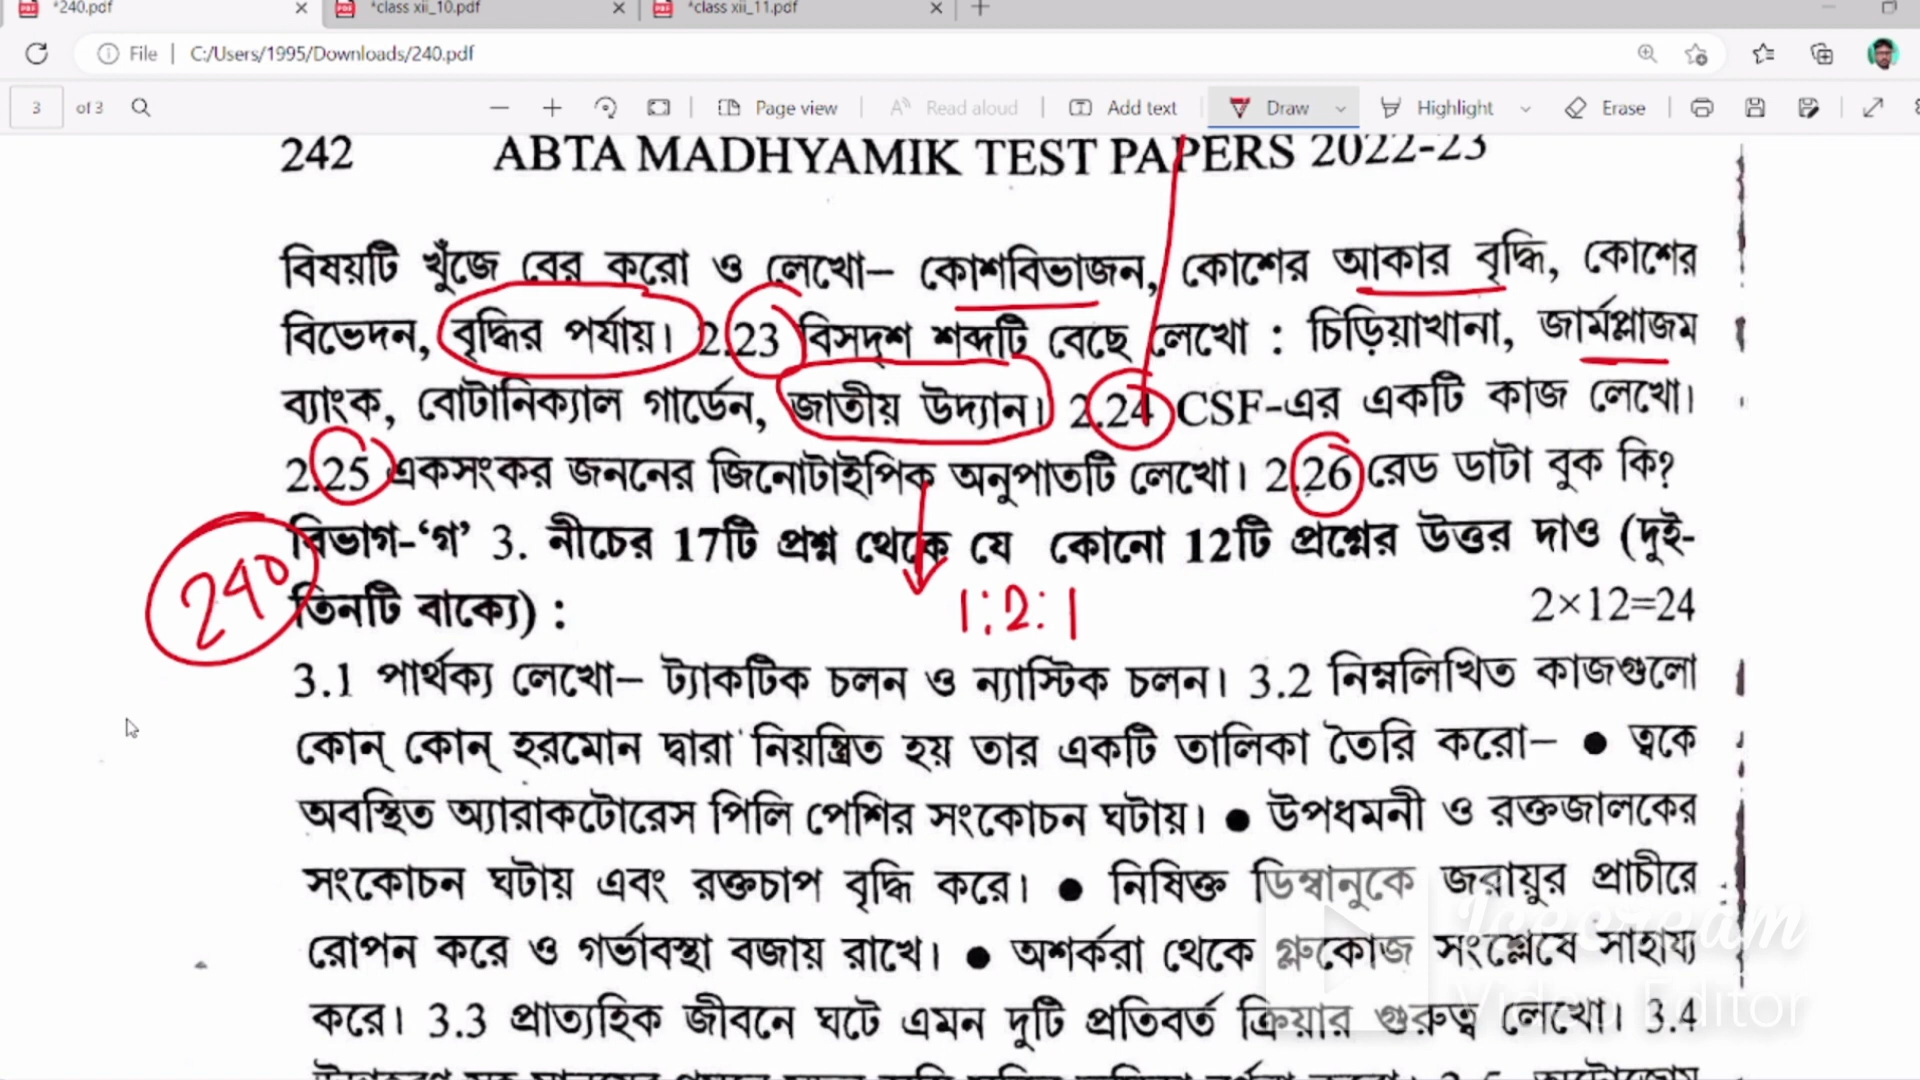 *240.pdf
*class xii_10.pdf
*class xii_11.pdf
File
C:/Users/1995/Downloads/240.pdf
3 of 3
Page view
Read aloud
Add text
Draw
Highlight
Erase
242 ABTA MADHYAMIK TEST PAPERS 2022-23
বিষয়টি খুঁজে বের করো ও লেখো– কোশবিভাজন, কোশের আকার বৃদ্ধি, কোশের
বিভেদন, বৃদ্ধির পর্যায়। 2.23 বিসদৃশ শব্দটি বেছে লেখো : চিড়িয়াখানা, জার্মপ্লাজম
ব্যাংক, বোটানিক্যাল গার্ডেন, জাতীয় উদ্যান। 2.24 CSF-এর একটি কাজ লেখো।
2.25 একসংকর জননের জিনোটাইপিক অনুপাতটি লেখো। 2.26 রেড ডাটা বুক কি?
বিভাগ-‘গ’ 3. নীচের 17টি প্রশ্ন থেকে যে কোনো 12টি প্রশ্নের উত্তর দাও (দুই-
240
তিনটি বাক্যে) : 1:2:1 2×12=24
3.1 পার্থক্য লেখো– ট্যাকটিক চলন ও ন্যাস্টিক চলন। 3.2 নিম্নলিখিত কাজগুলো
কোন্ কোন্ হরমোন দ্বারা নিয়ন্ত্রিত হয় তার একটি তালিকা তৈরি করো– ● ত্বকে
অবস্থিত অ্যারাকটোরেস পিলি পেশির সংকোচন ঘটায়। ● উপধমনী ও রক্তজালকের
সংকোচন ঘটায় এবং রক্তচাপ বৃদ্ধি করে। ● নিষিক্ত ডিম্বানুকে জরায়ুর প্রাচীরে
রোপন করে ও গর্ভাবস্থা বজায় রাখে। ● অশর্করা থেকে গ্লুকোজ সংশ্লেষে সাহায্য
করে। 3.3 প্রাত্যহিক জীবনে ঘটে এমন দুটি প্রতিবর্ত ক্রিয়ার গুরুত্ব লেখো। 3.4
Icecream
Video Editor